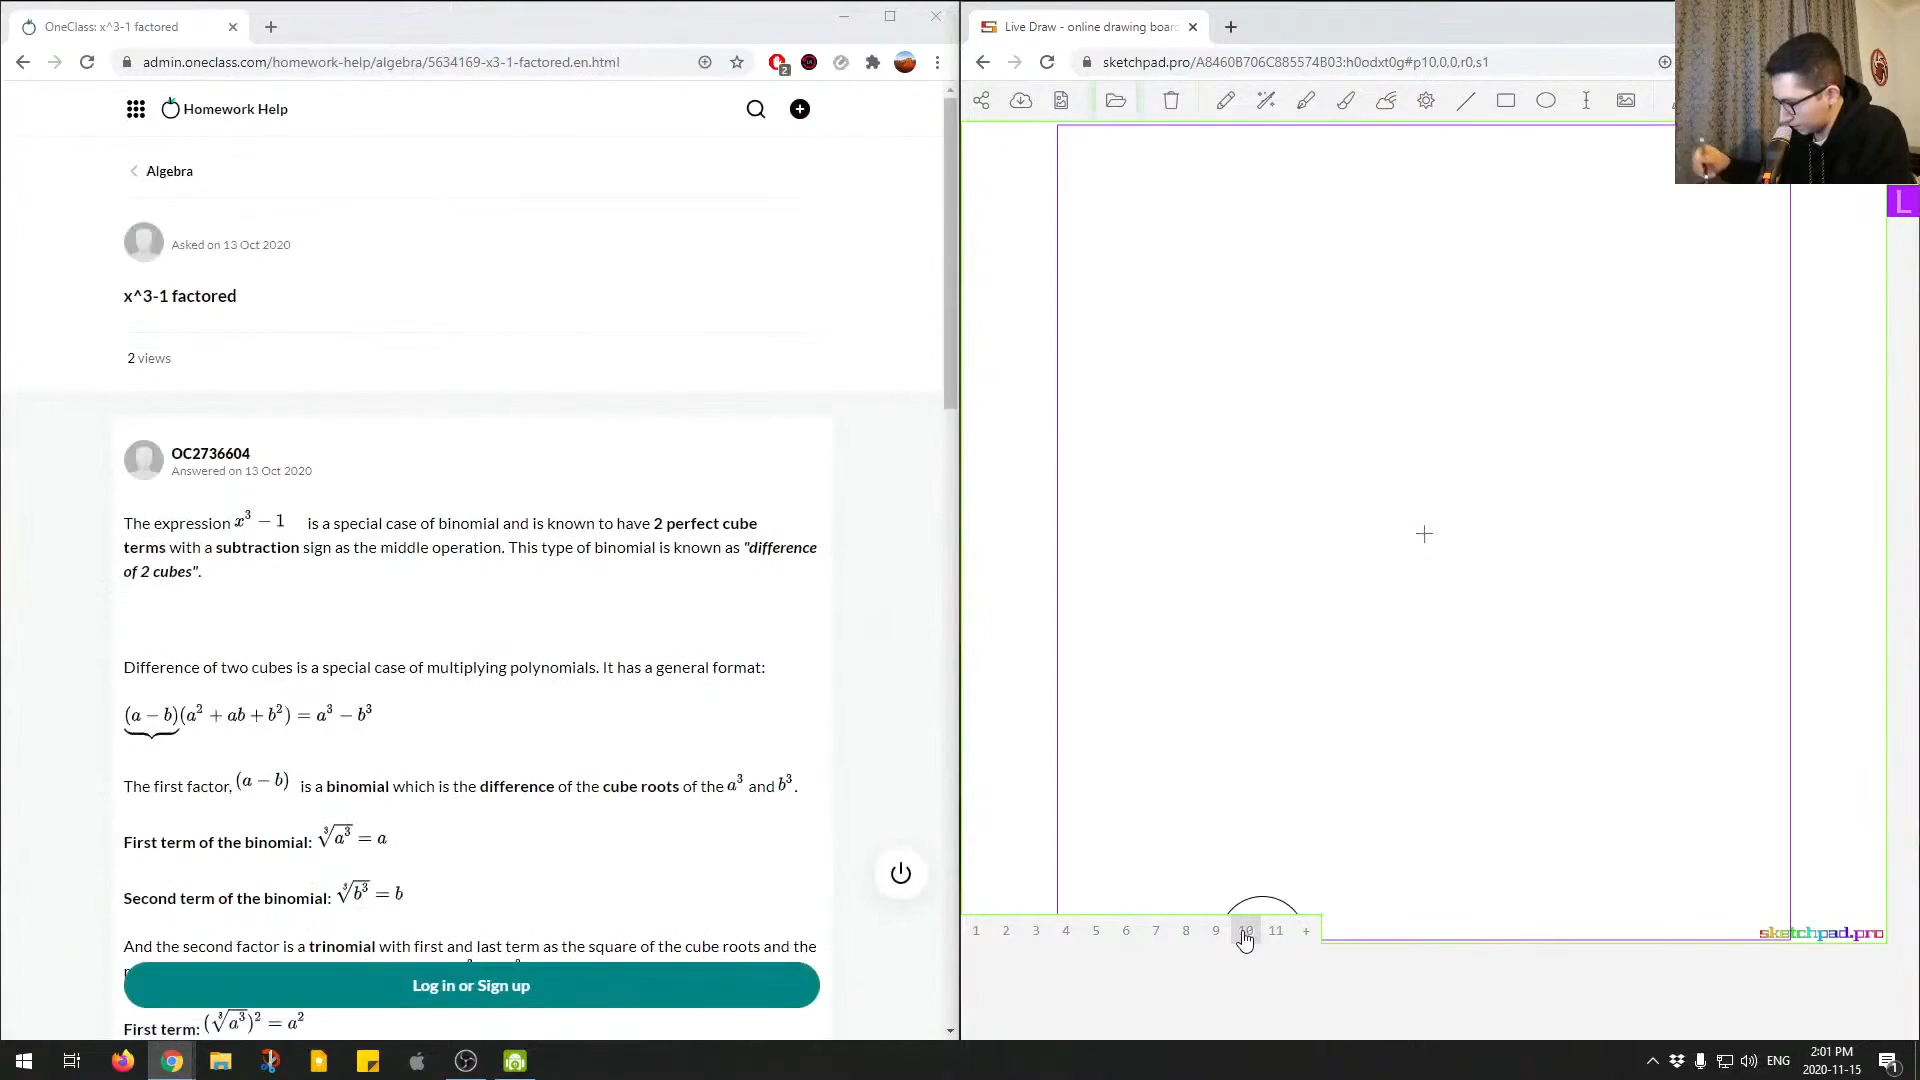 OneClass: x^3-1 factored
Live Draw - online drawing boar
admin.oneclass.com/homework-help/algebra/5634169-x3-1-factored.en.html
sketchpad.pro/A8460B706C885574B03:h0odxt0g#p10,0,0,r0,s1
2
Homework Help
Algebra
L
Asked on 13 Oct 2020
x^3-1 factored
2 views
OC2736604
Answered on 13 Oct 2020
The expression x³ − 1 is a special case of binomial and is known to have 2 perfect cube
terms with a subtraction sign as the middle operation. This type of binomial is known as "difference
of 2 cubes".
Difference of two cubes is a special case of multiplying polynomials. It has a general format:
(a − b)(a² + ab + b²) = a³ − b³
The first factor, (a − b) is a binomial which is the difference of the cube roots of the a³ and b³.
First term of the binomial: ∛a³ = a
Second term of the binomial: ∛b³ = b
And the second factor is a trinomial with first and last term as the square of the cube roots and the
Log in or Sign up
First term: (∛a³)² = a²
1 2 3 4 5 6 7 8 9 10 11 +
sketchpad.pro
ENG
2:01 PM
2020-11-15
1